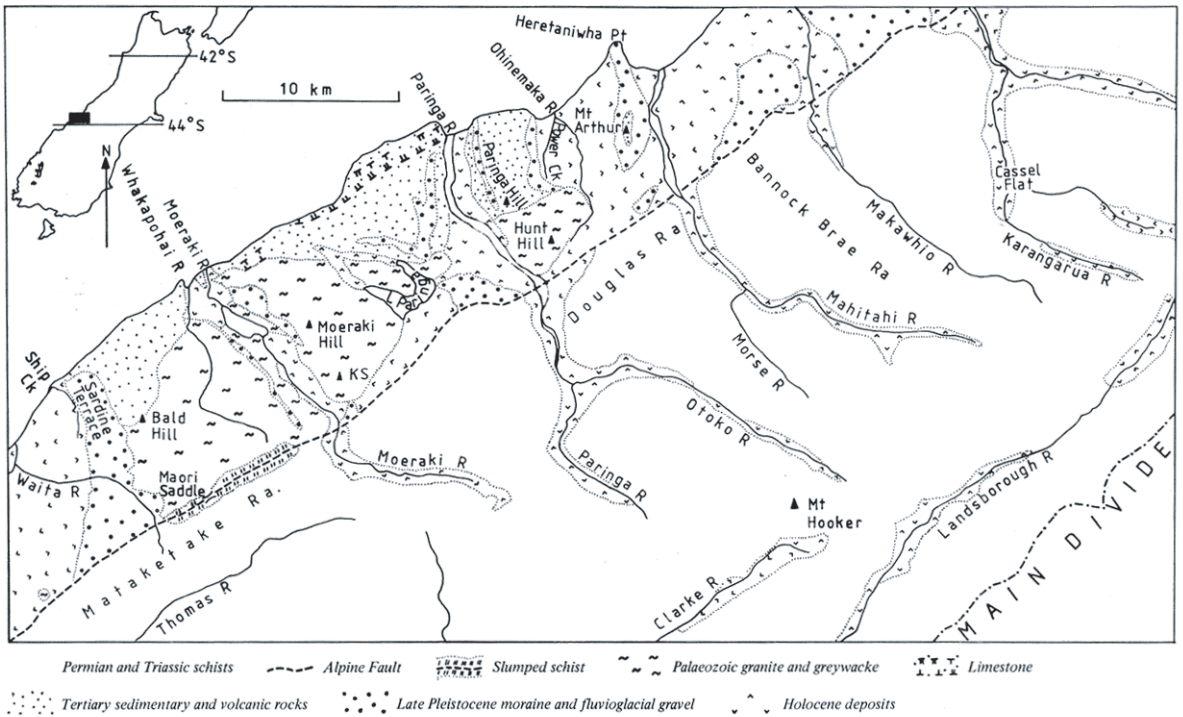 Heretaniwha Pt
42°S
Ohinemaka R.
10 km
Paringa R
Mt
Arthur
Power Ck
44°S
N
Whakapohai R
Moeraki R
Paringa Hill
Cassel
Flat
Bannock Brae Ra
Makawhio R
Hunt
Hill
Karangarua R
Douglas Ra
L Paringa
Mahitahi R
Moeraki
Hill
Morse R
Ship
Ck
KS
Sardine
Terrace
Bald
Hill
Otoko R
Moeraki R
Paringa R
Maori
Saddle
Waita R
Landsborough R
Mt
Hooker
Mataketake Ra.
MAIN DIVIDE
Thomas R
Clarke R.
Permian and Triassic schists
Alpine Fault
Slumped schist
Palaeozoic granite and greywacke
Limestone
Tertiary sedimentary and volcanic rocks
Late Pleistocene moraine and fluvioglacial gravel
Holocene deposits